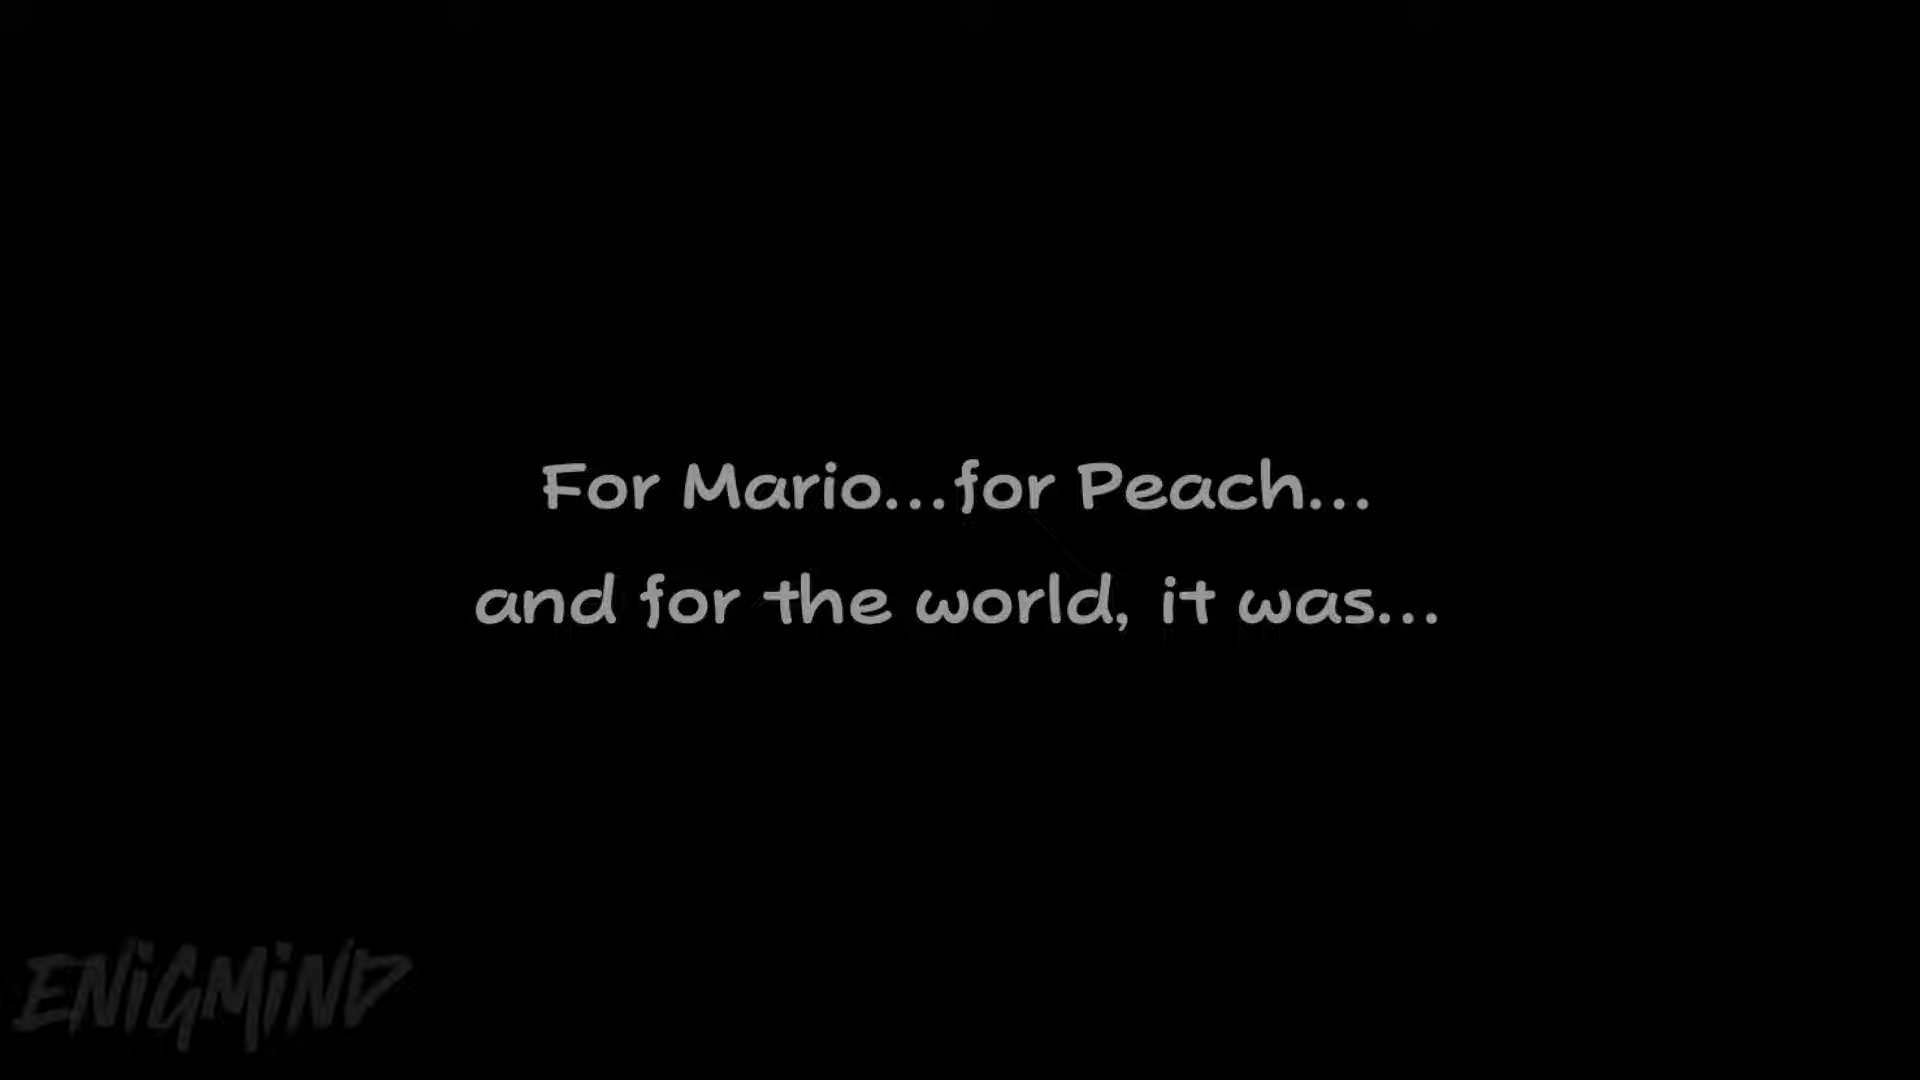 For Mario...for Peach...
and for the world, it was...
ENiGMiND